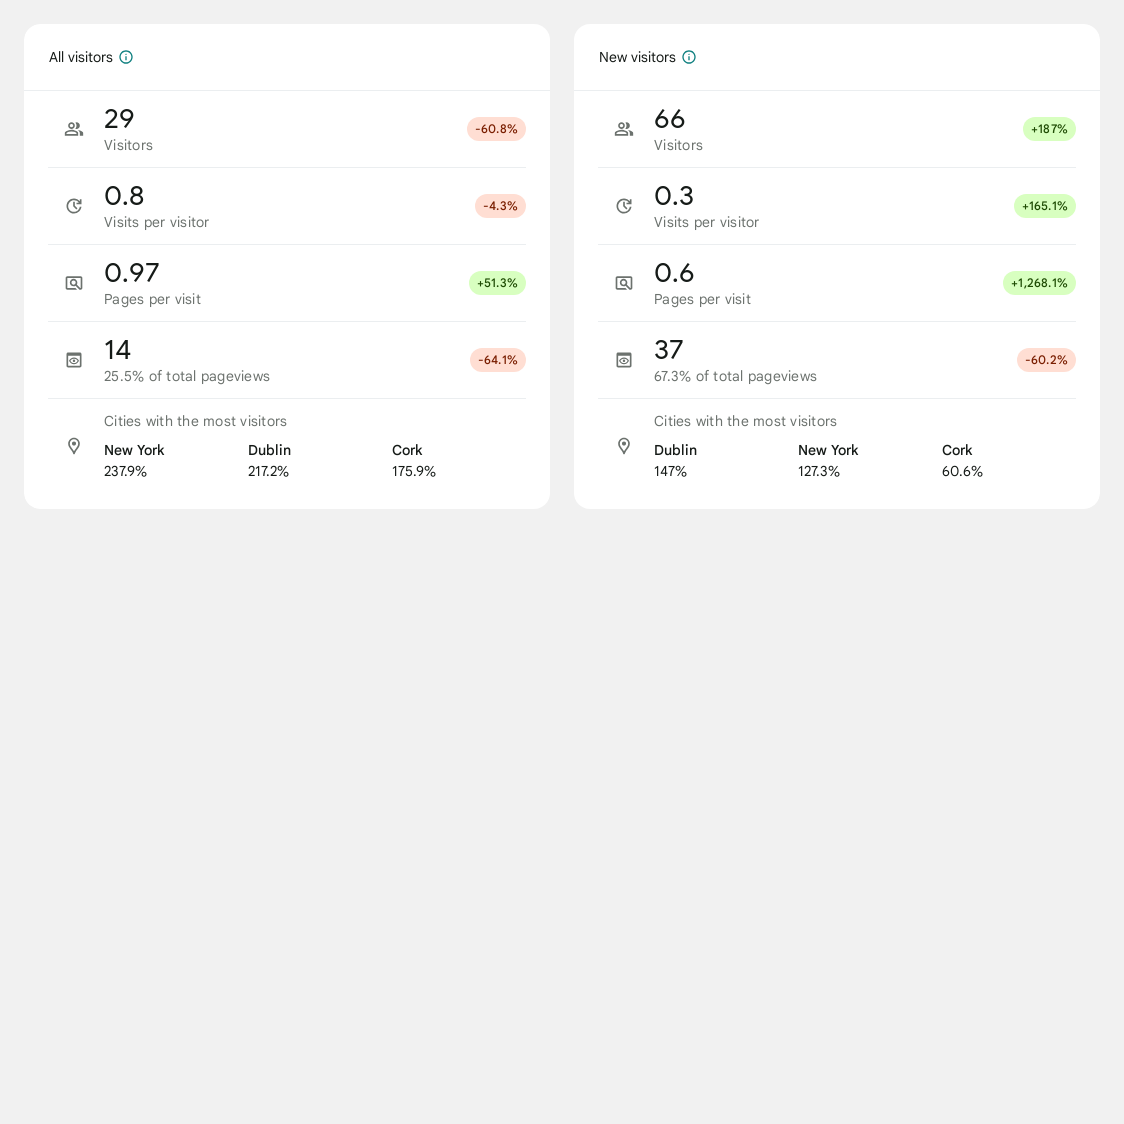 All visitors
29
Visitors
-60.8%
0.8
Visits per visitor
-4.3%
0.97
Pages per visit
+51.3%
14
25.5% of total pageviews
-64.1%
Cities with the most visitors
New York Dublin Cork
237.9% 217.2% 175.9%
New visitors
66
Visitors
+187%
0.3
Visits per visitor
+165.1%
0.6
Pages per visit
+1,268.1%
37
67.3% of total pageviews
-60.2%
Cities with the most visitors
Dublin New York Cork
147% 127.3% 60.6%